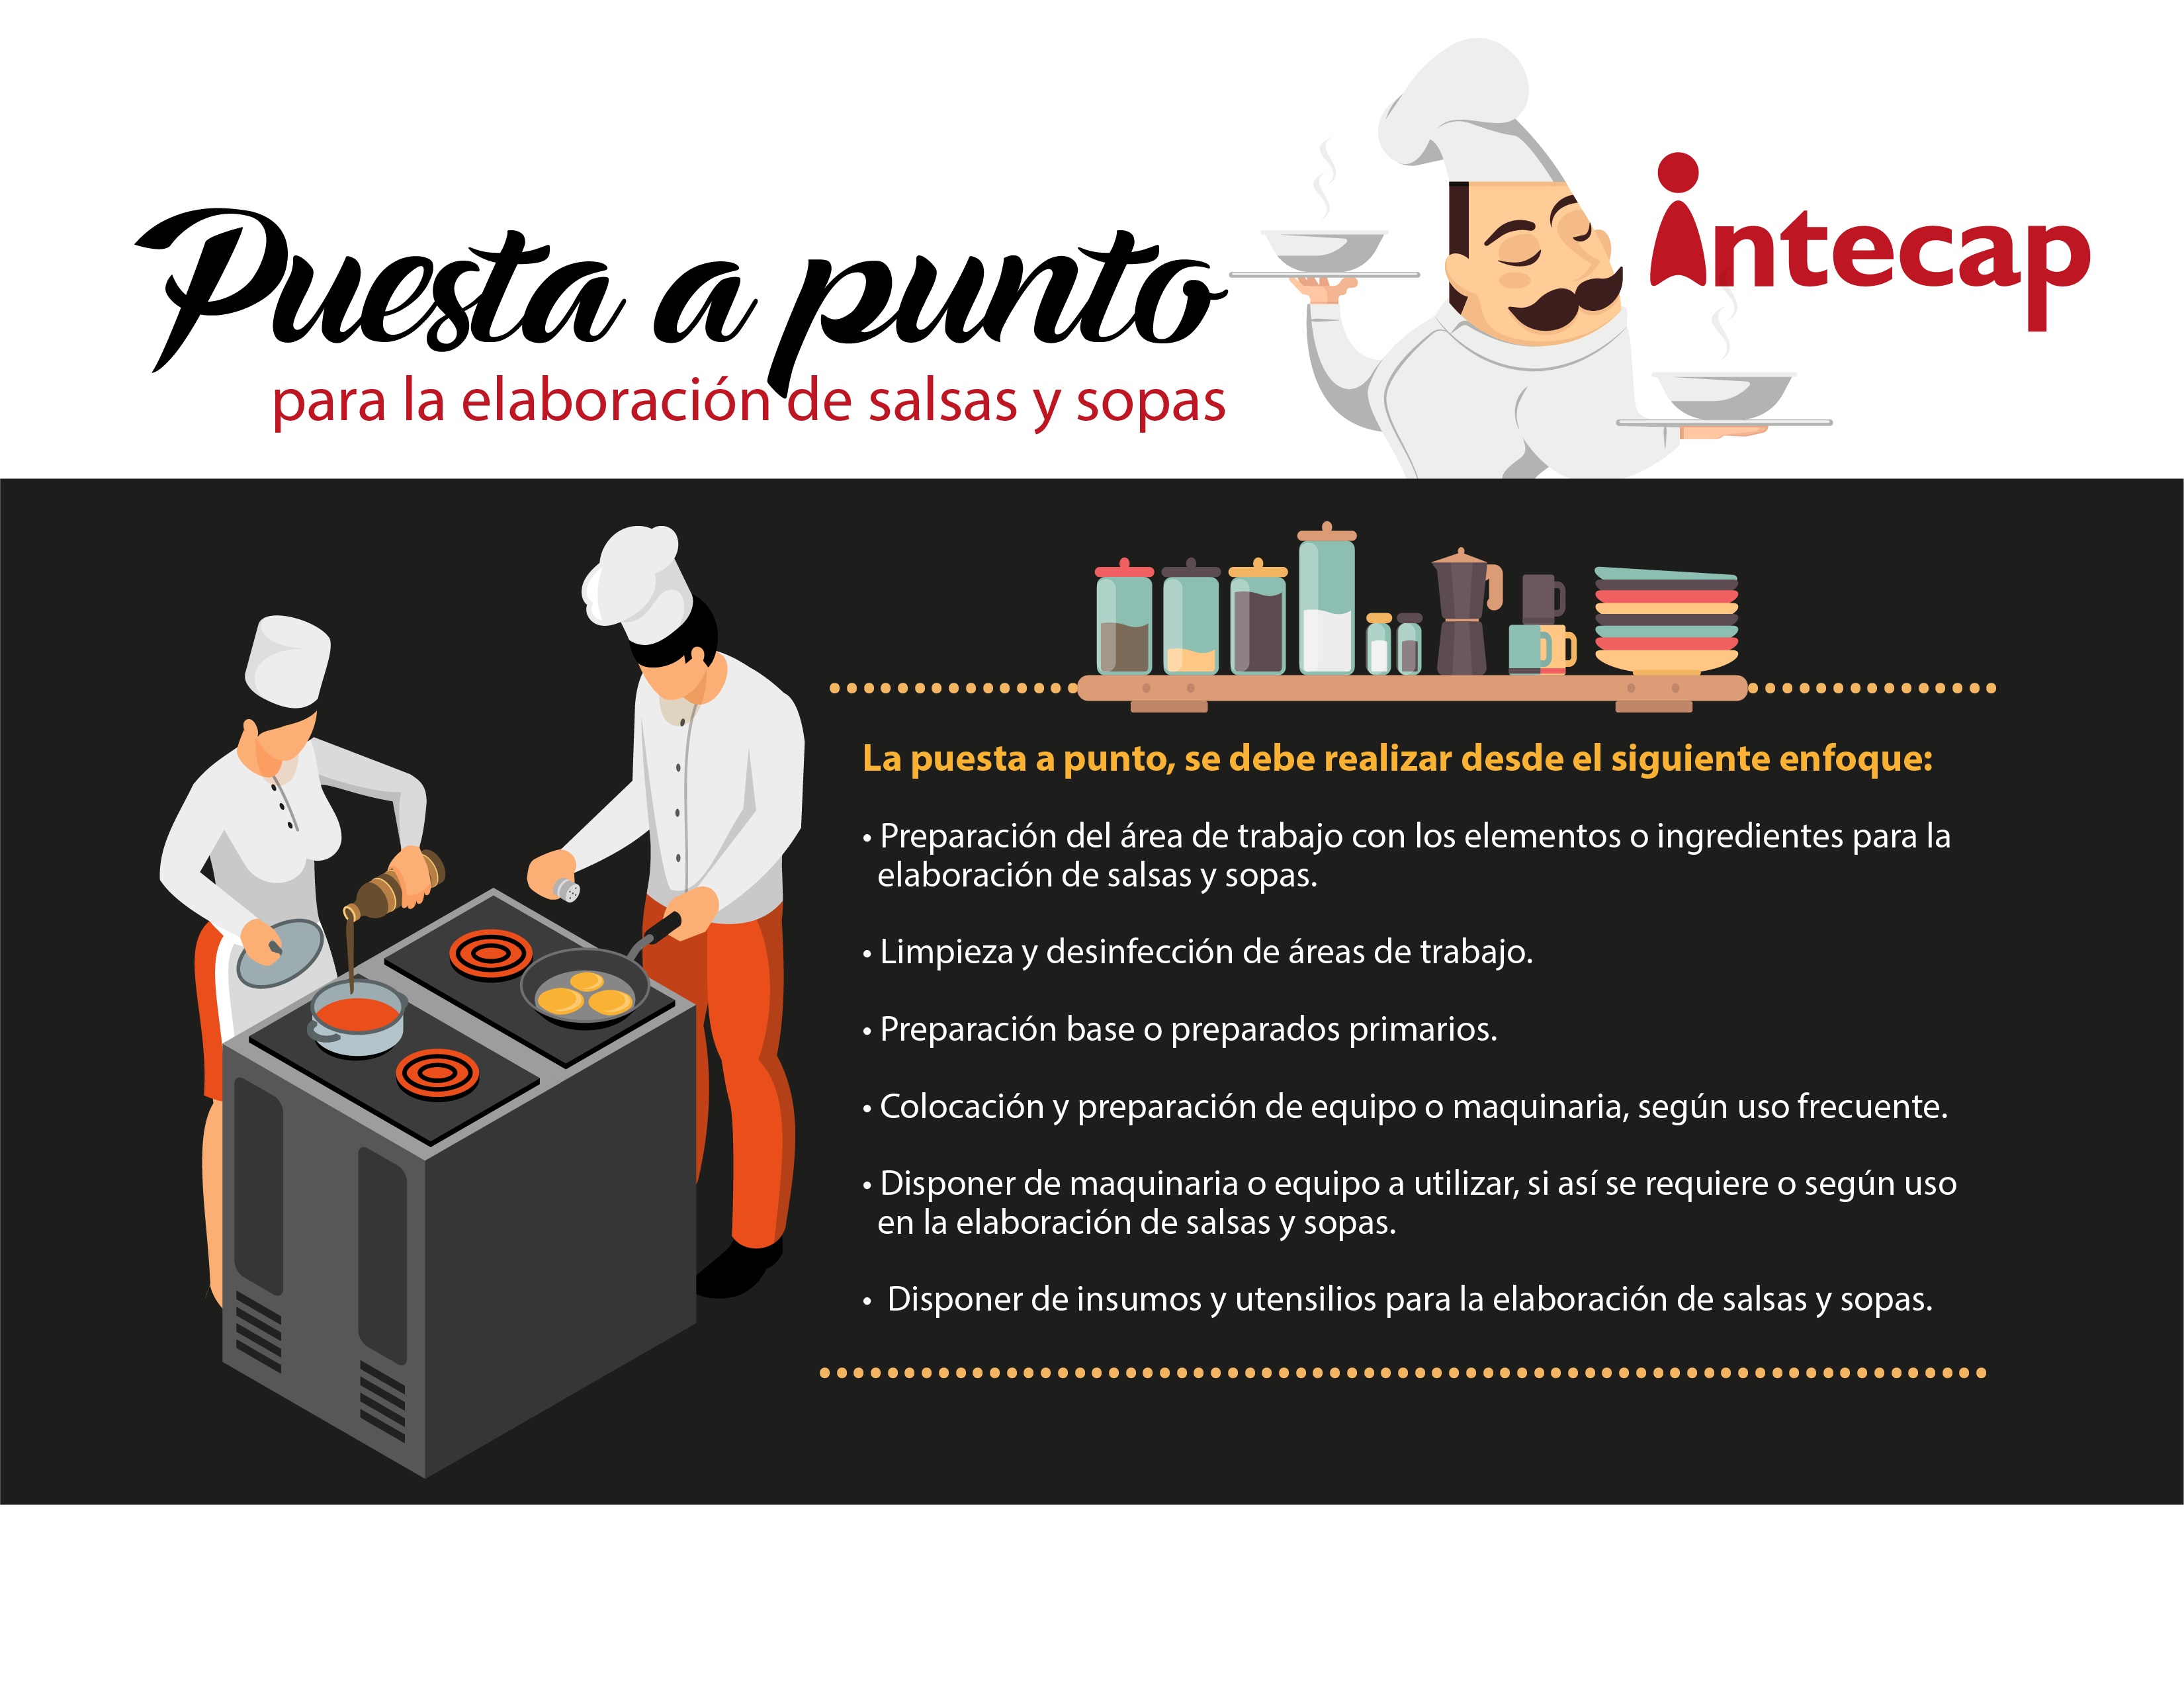 Puesta a punto
para la elaboración de salsas y sopas
intecap
La puesta a punto, se debe realizar desde el siguiente enfoque:
• Preparación del área de trabajo con los elementos o ingredientes para la
elaboración de salsas y sopas.
• Limpieza y desinfección de áreas de trabajo.
• Preparación base o preparados primarios.
• Colocación y preparación de equipo o maquinaria, según uso frecuente.
• Disponer de maquinaria o equipo a utilizar, si así se requiere o según uso
en la elaboración de salsas y sopas.
• Disponer de insumos y utensilios para la elaboración de salsas y sopas.